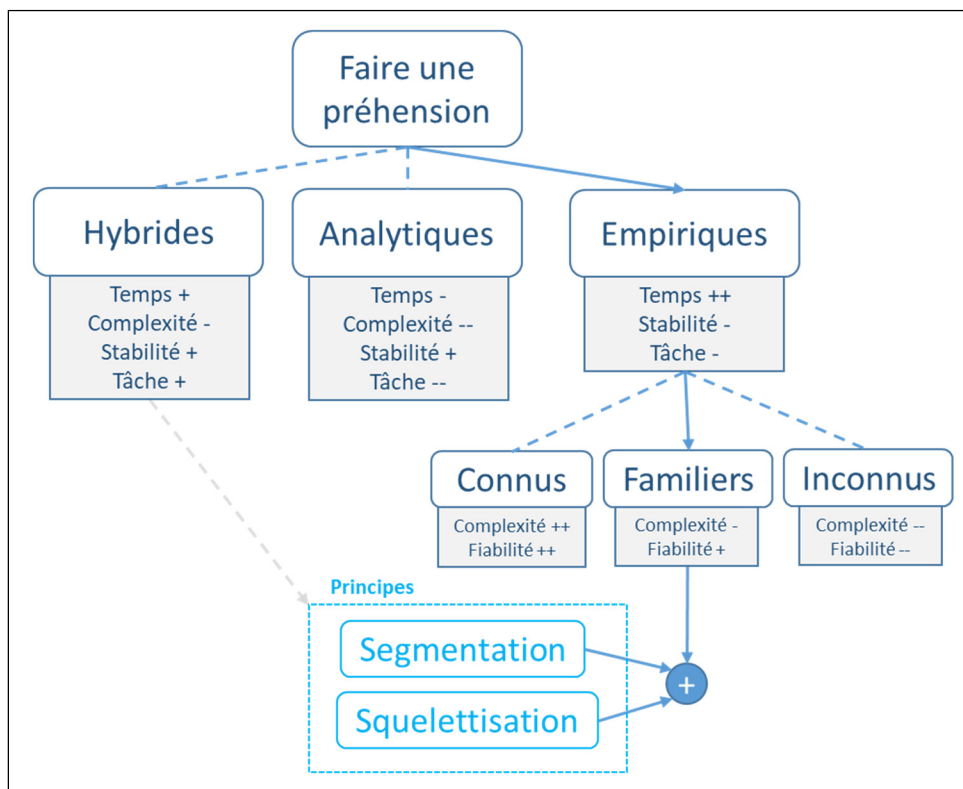 Faire une
préhension
Hybrides
Temps +
Complexité -
Stabilité +
Tâche +
Analytiques
Temps -
Complexité --
Stabilité +
Tâche --
Empiriques
Temps ++
Stabilité -
Tâche -
Connus
Complexité ++
Fiabilité ++
Familiers
Complexité -
Fiabilité +
Inconnus
Complexité --
Fiabilité --
Principes
Segmentation
Squelettisation
+